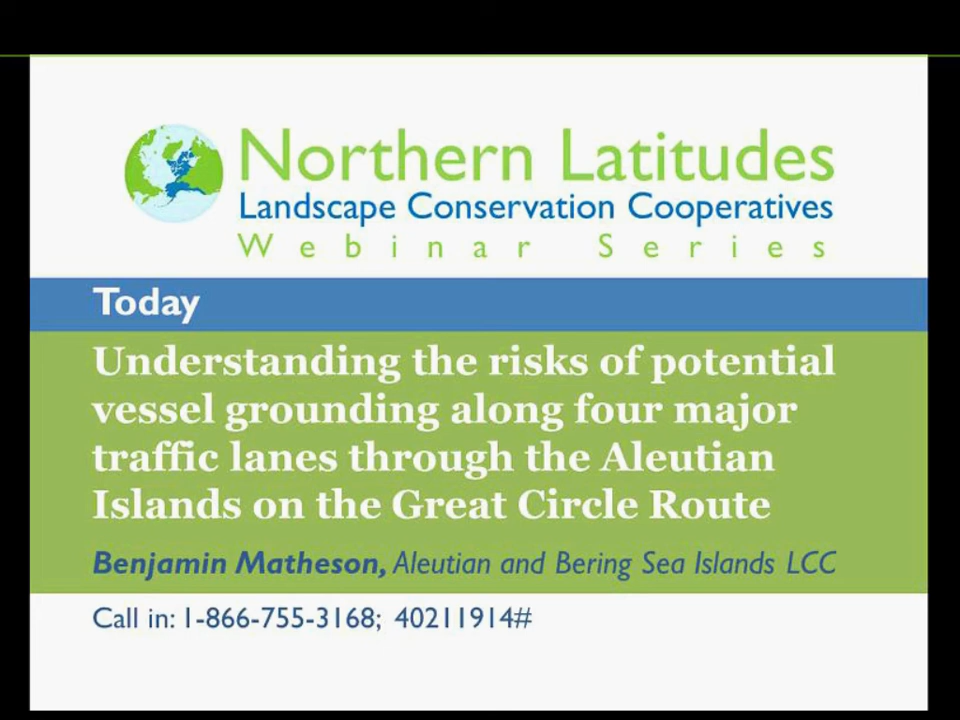 Northern Latitudes
Landscape Conservation Cooperatives
Webinar Series
Today
Understanding the risks of potential
vessel grounding along four major
traffic lanes through the Aleutian
Islands on the Great Circle Route
Benjamin Matheson, Aleutian and Bering Sea Islands LCC
Call in: 1-866-755-3168; 40211914#